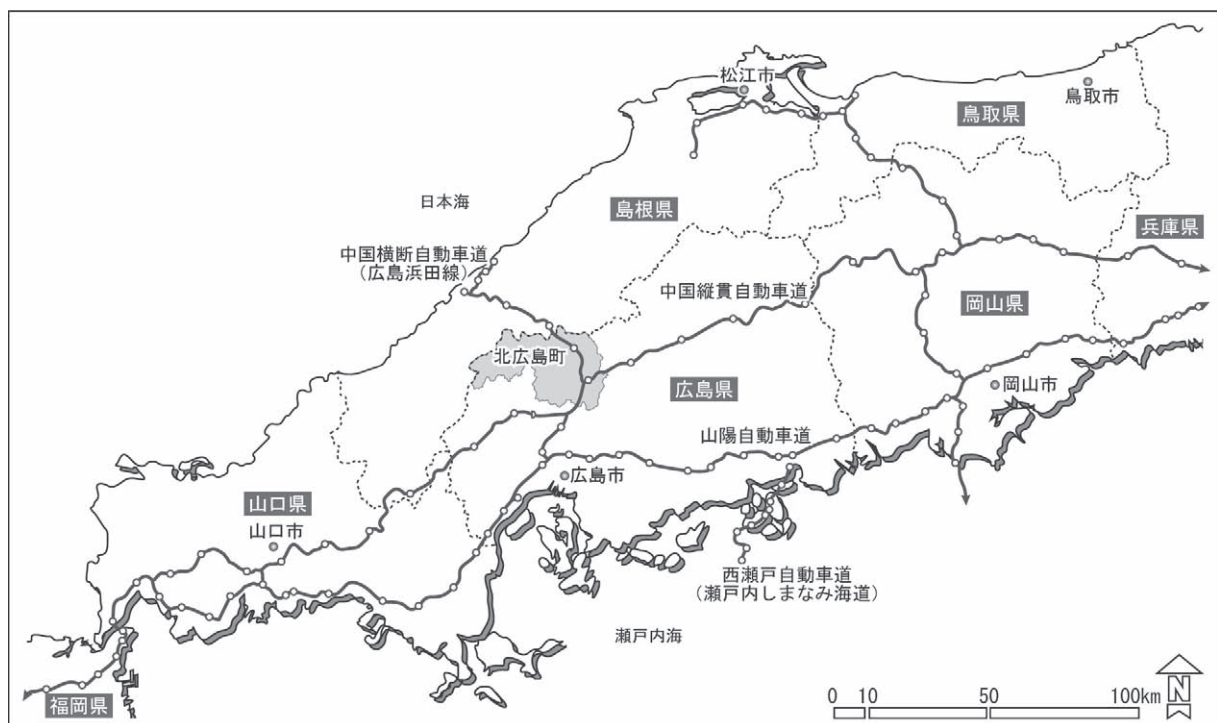 松江市
鳥取市
鳥取県
日本海
島根県
兵庫県
中国横断自動車道
（広島浜田線）
中国縦貫自動車道
岡山県
北広島町
広島県
岡山市
山陽自動車道
広島市
山口県
山口市
西瀬戸自動車道
（瀬戸内しまなみ海道）
瀬戸内海
福岡県
0 10 50 100km
N